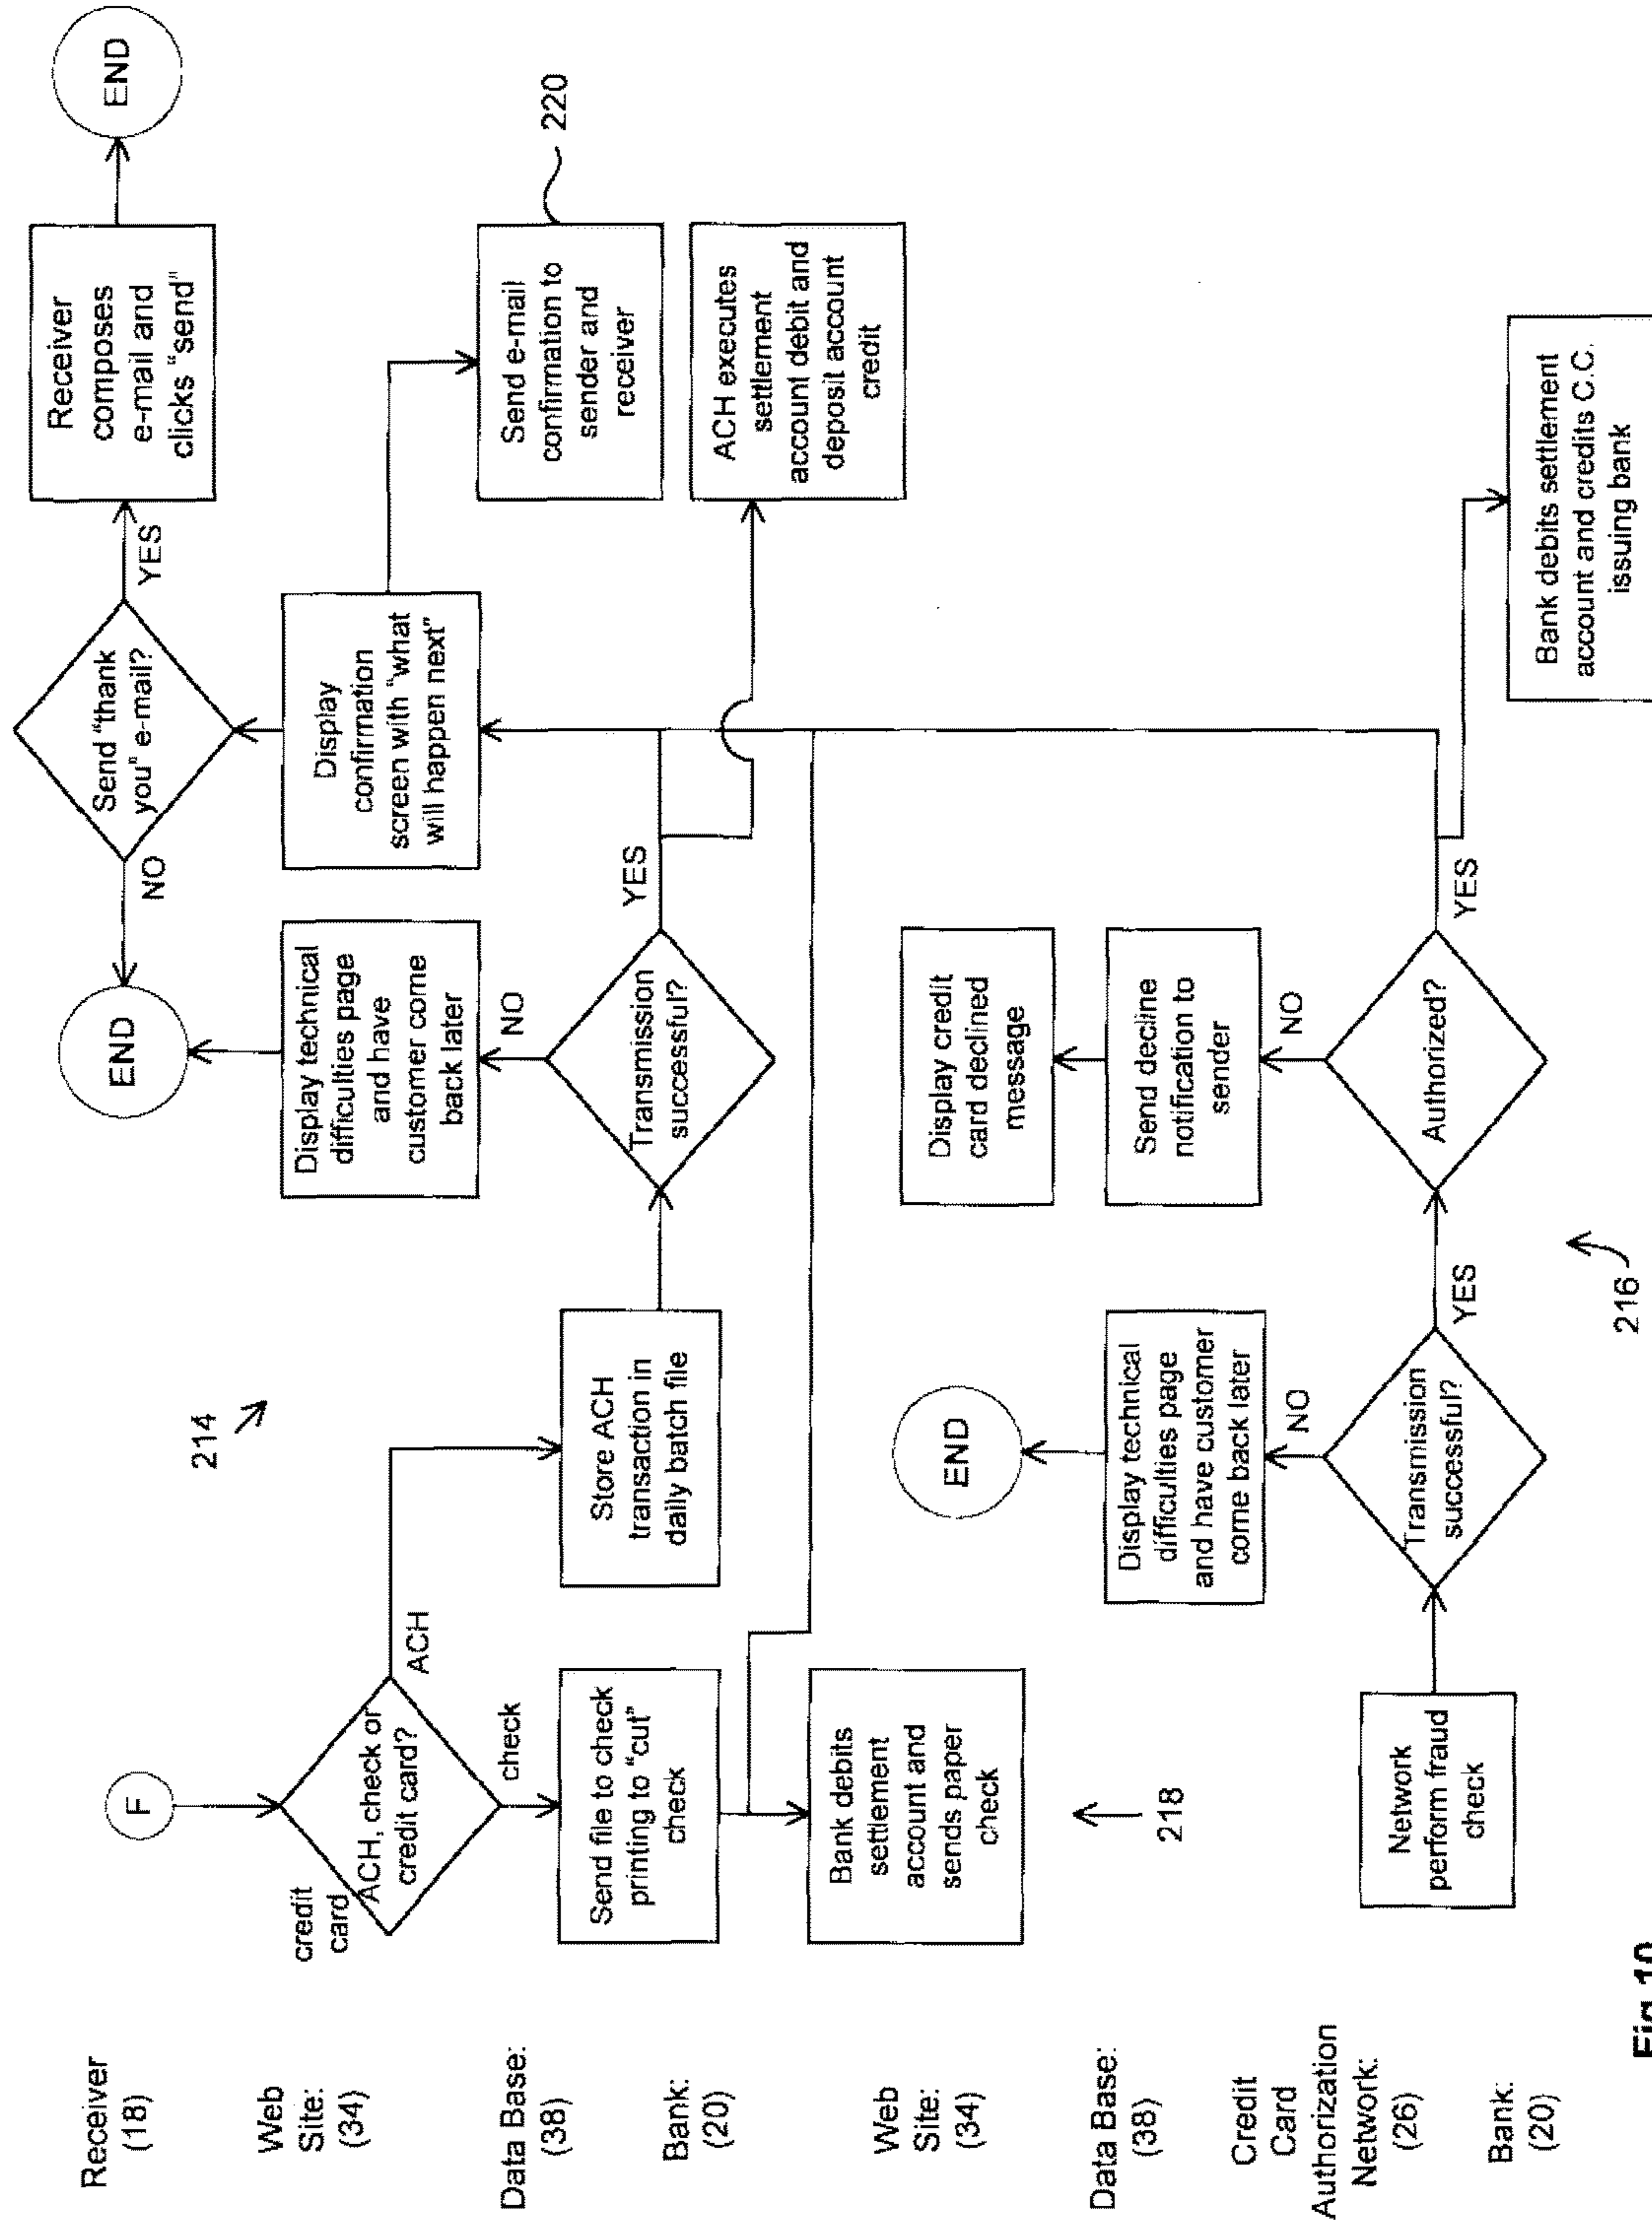 Receiver
(18)
F
Send "thank
you" e-mail?
NO
YES
END
Receiver
composes
e-mail and
clicks "send"
END
Web
Site:
(34)
credit
card
ACH, check or
credit card?
ACH
check
214
Display technical
difficulties page
and have
customer come
back later
Display
confirmation
screen with "what
will happen next"
Data Base:
(38)
Send file to check
printing to "cut"
check
Store ACH
transaction in
daily batch file
NO
Transmission
successful?
YES
Send e-mail
confirmation to
sender and
receiver
220
Bank:
(20)
ACH executes
settlement
account debit and
deposit account
credit
Web
Site:
(34)
Bank debits
settlement
account and
sends paper
check
218
END
Display credit
card declined
message
Data Base:
(38)
Display technical
difficulties page
and have customer
come back later
Send decline
notification to
sender
Credit
Card
Authorization
Network:
(26)
Network
perform fraud
check
NO
Transmission
successful?
YES
NO
Authorized?
YES
Bank:
(20)
216
Bank debits settlement
account and credits C.C.
issuing bank
Fig 10